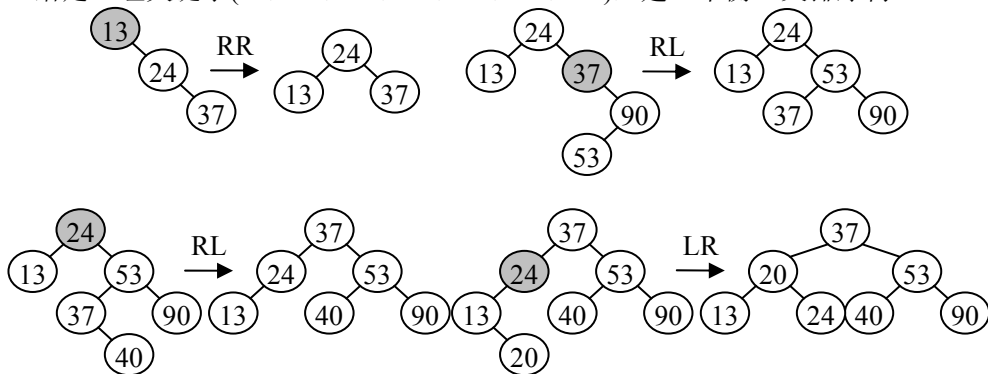 13 RR 24 24 RL 24
24 13 37 13 37 13 53
37 90 37 90
53
24 RL 37 37 LR 37
13 53 24 53 24 53 20 53
37 90 13 40 90 13 40 90 13 24 40 90
40 20